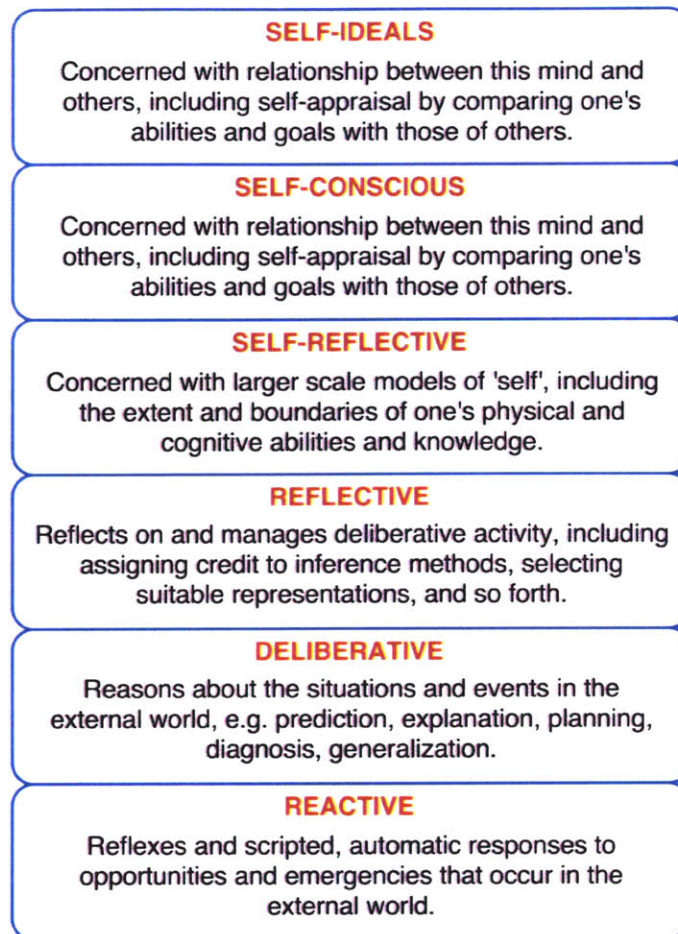 SELF-IDEALS
Concerned with relationship between this mind and
others, including self-appraisal by comparing one's
abilities and goals with those of others.
SELF-CONSCIOUS
Concerned with relationship between this mind and
others, including self-appraisal by comparing one's
abilities and goals with those of others.
SELF-REFLECTIVE
Concerned with larger scale models of 'self', including
the extent and boundaries of one's physical and
cognitive abilities and knowledge.
REFLECTIVE
Reflects on and manages deliberative activity, including
assigning credit to inference methods, selecting
suitable representations, and so forth.
DELIBERATIVE
Reasons about the situations and events in the
external world, e.g. prediction, explanation, planning,
diagnosis, generalization.
REACTIVE
Reflexes and scripted, automatic responses to
opportunities and emergencies that occur in the
external world.